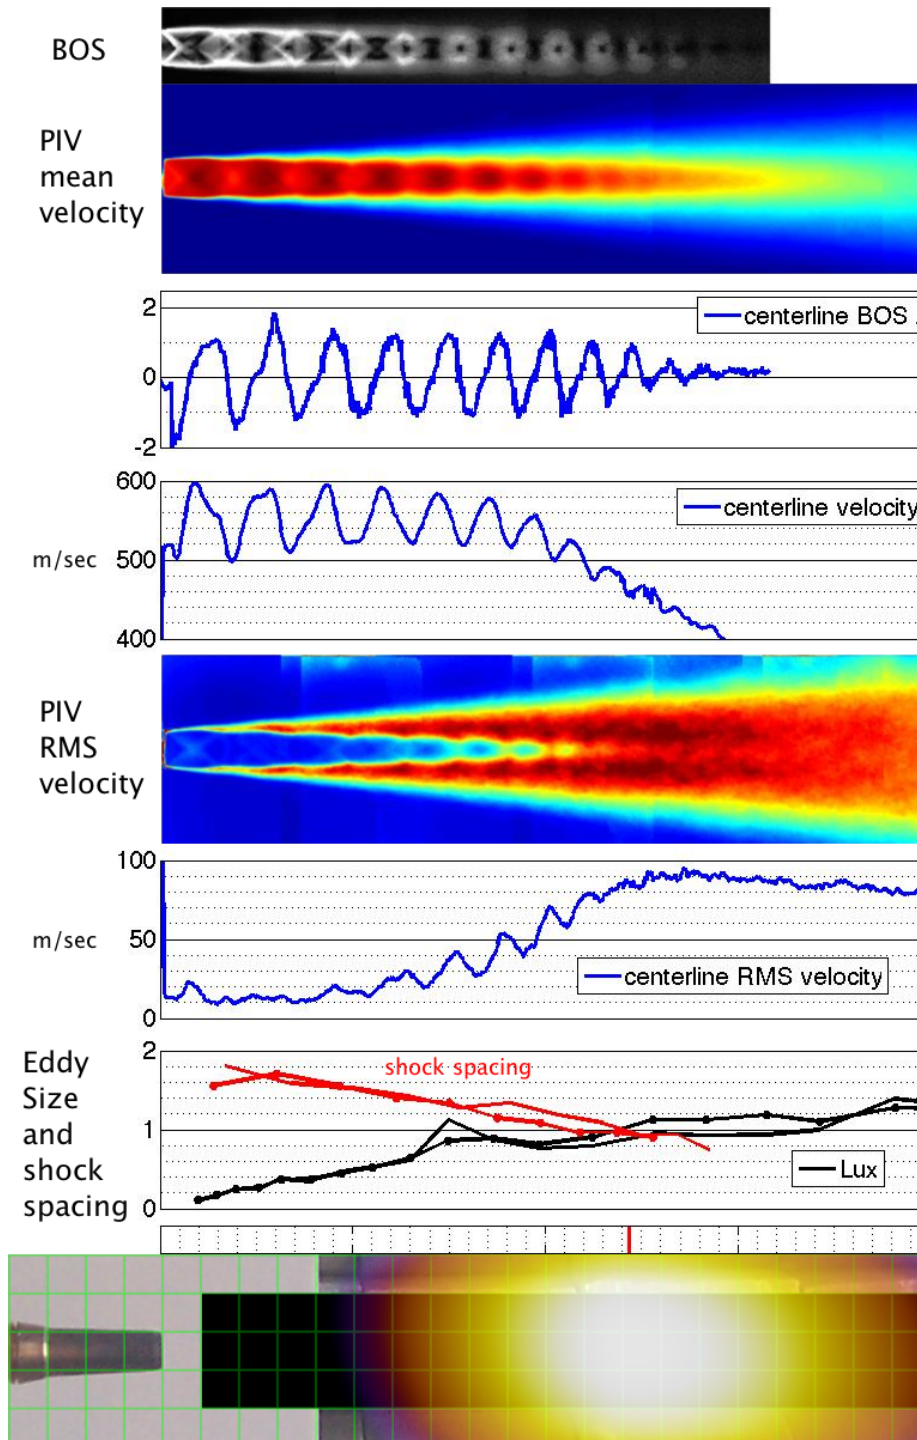 BOS
PIV
mean
velocity
2
0
-2
centerline BOS
600
500
400
m/sec
centerline velocity
PIV
RMS
velocity
100
50
0
m/sec
centerline RMS velocity
Eddy
Size
and
shock
spacing
2
1
0
shock spacing
Lux